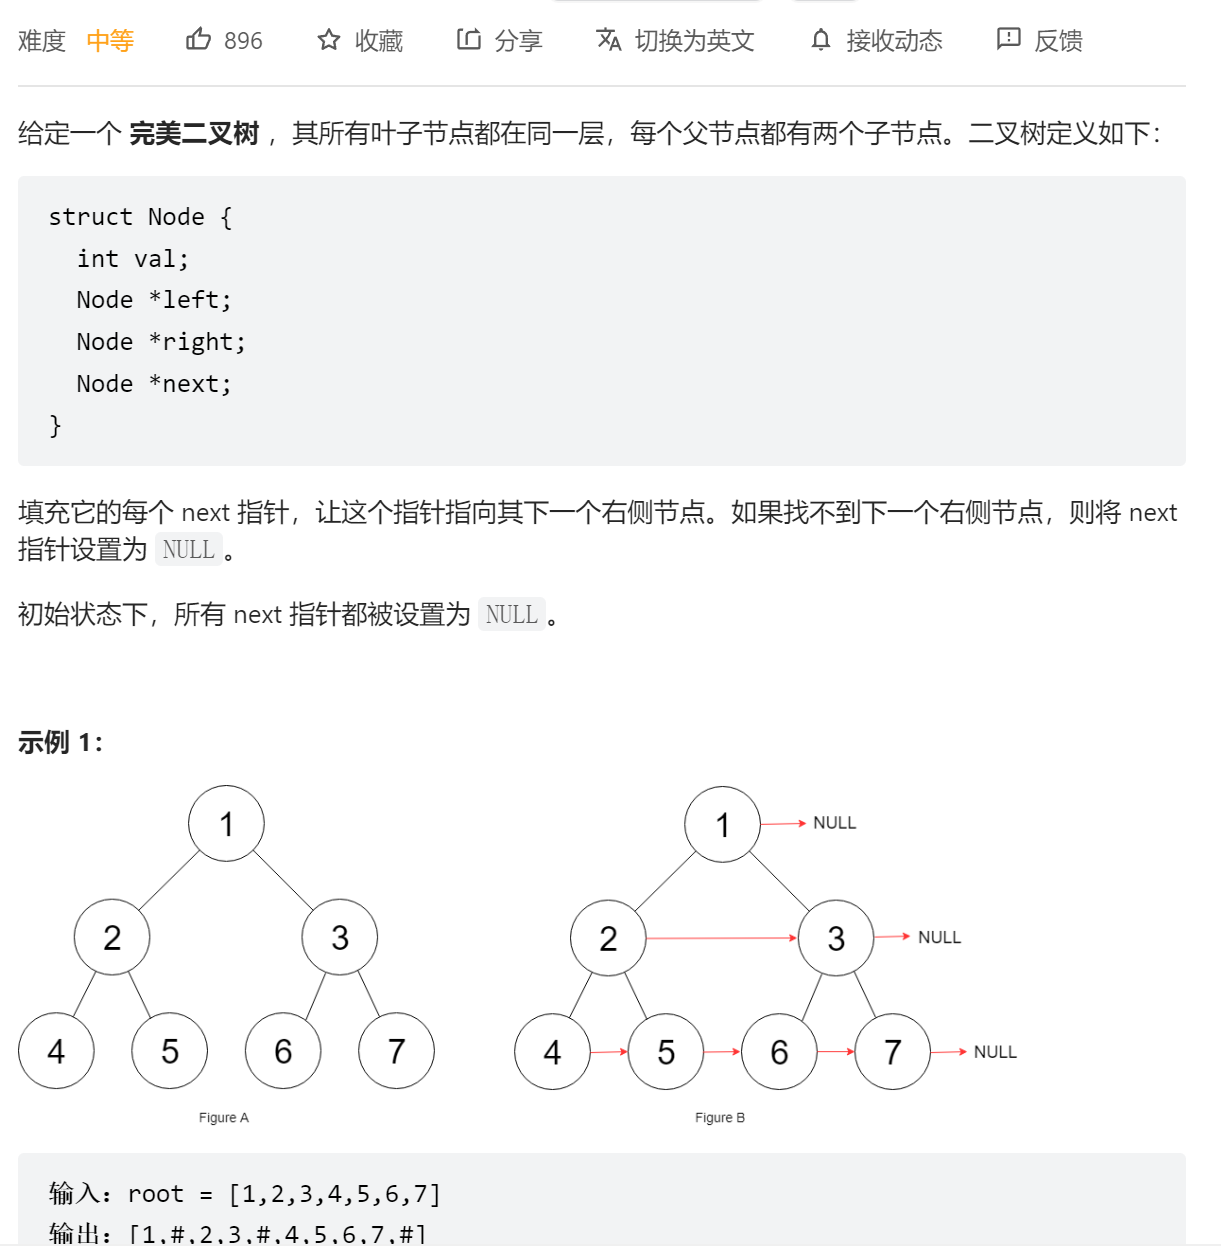 难度 中等 896 收藏 分享 切换为英文 接收动态 反馈
给定一个 完美二叉树 ，其所有叶子节点都在同一层，每个父节点都有两个子节点。二叉树定义如下：
struct Node {
  int val;
  Node *left;
  Node *right;
  Node *next;
}
填充它的每个 next 指针，让这个指针指向其下一个右侧节点。如果找不到下一个右侧节点，则将 next
指针设置为 NULL。
初始状态下，所有 next 指针都被设置为 NULL。
示例 1：
1 1 NULL
2 3 2 3 NULL
4 5 6 7 4 5 6 7 NULL
Figure A Figure B
输入：root = [1,2,3,4,5,6,7]
输出：[1,#,2,3,#,4,5,6,7,#]